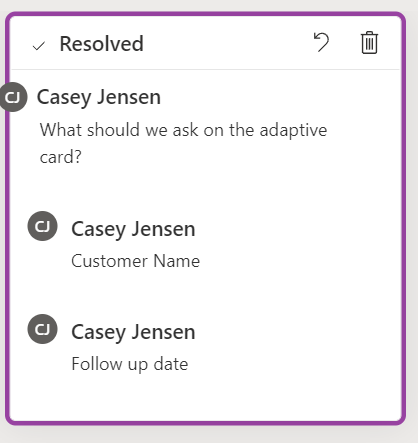 Resolved
CJ Casey Jensen
What should we ask on the adaptive
card?
CJ Casey Jensen
Customer Name
CJ Casey Jensen
Follow up date